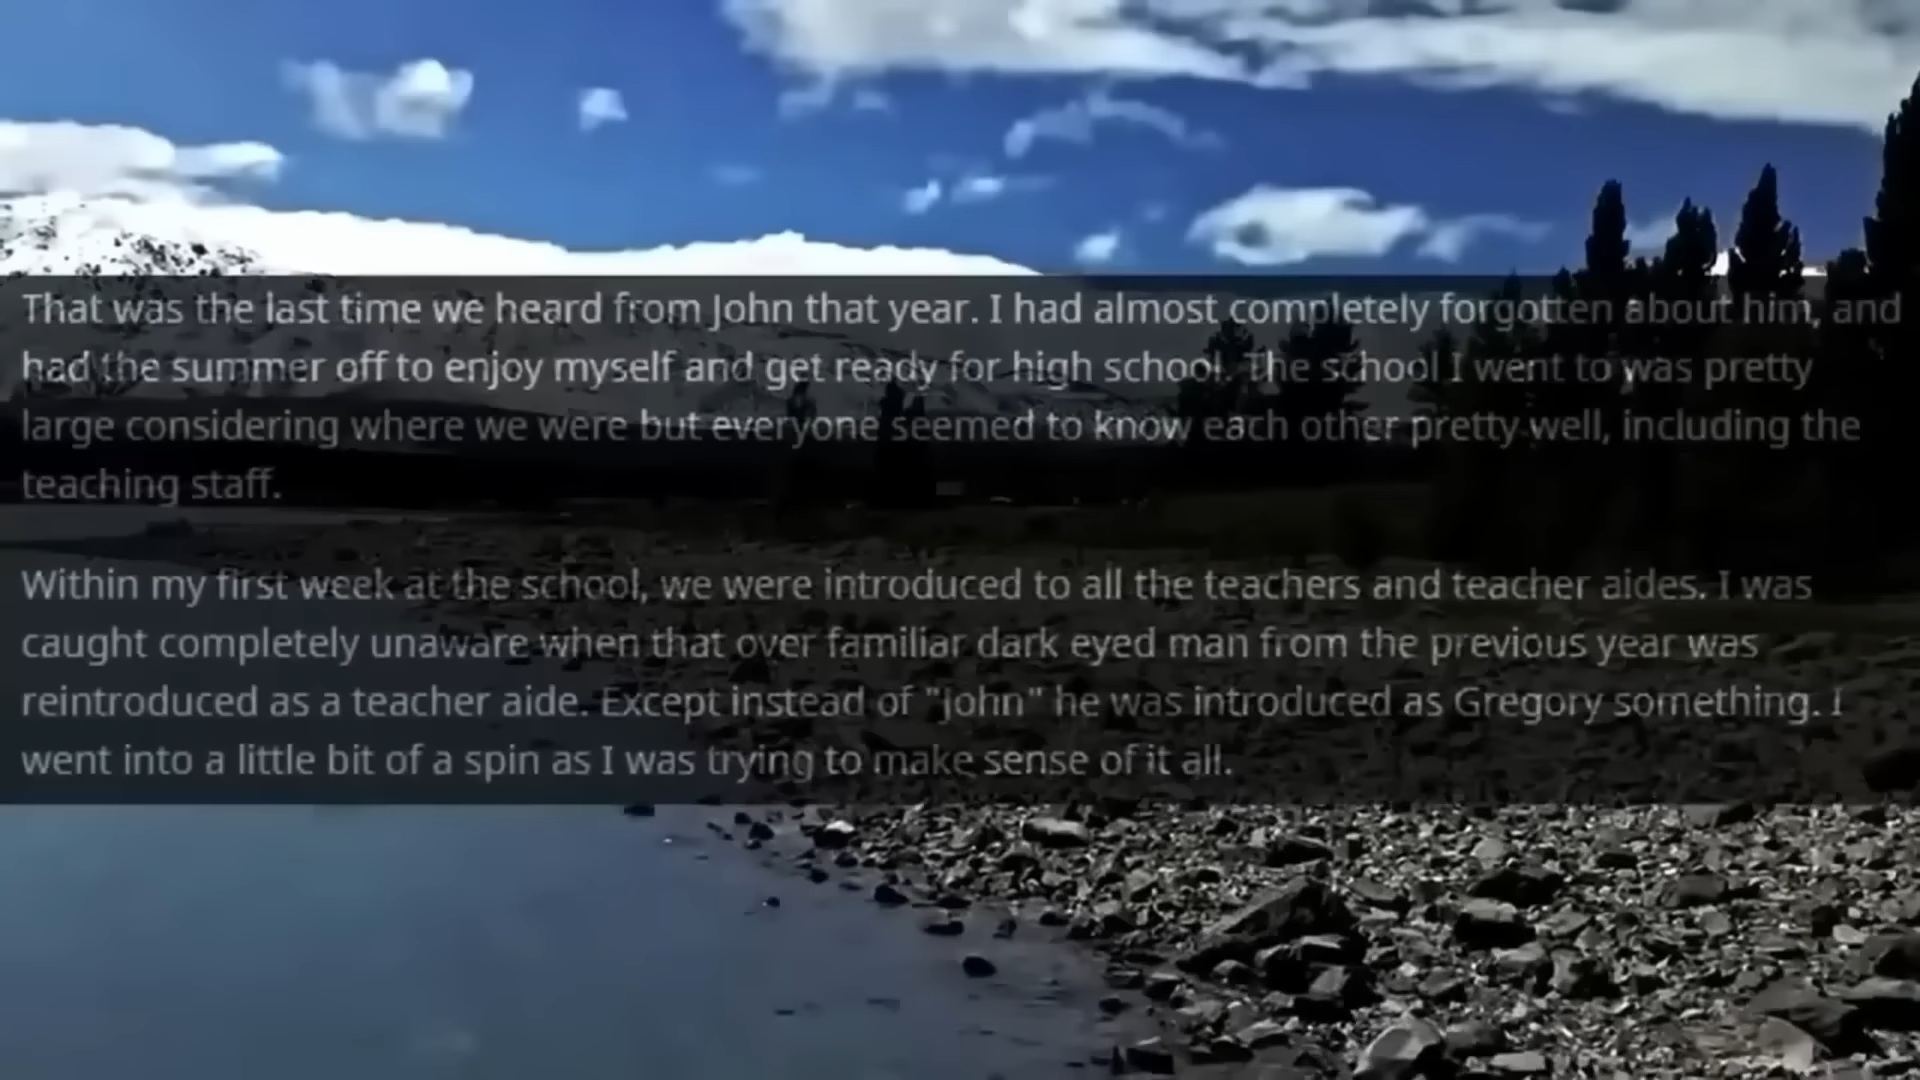 That was the last time we heard from John that year. I had almost completely forgotten about him, and
had the summer off to enjoy myself and get ready for high school. The school I went to was pretty
large considering where we were but everyone seemed to know each other pretty well, including the
teaching staff.
Within my first week at the school, we were introduced to all the teachers and teacher aides. I was
caught completely unaware when that over familiar dark eyed man from the previous year was
reintroduced as a teacher aide. Except instead of "John" he was introduced as Gregory something. I
went into a little bit of a spin as I was trying to make sense of it all.